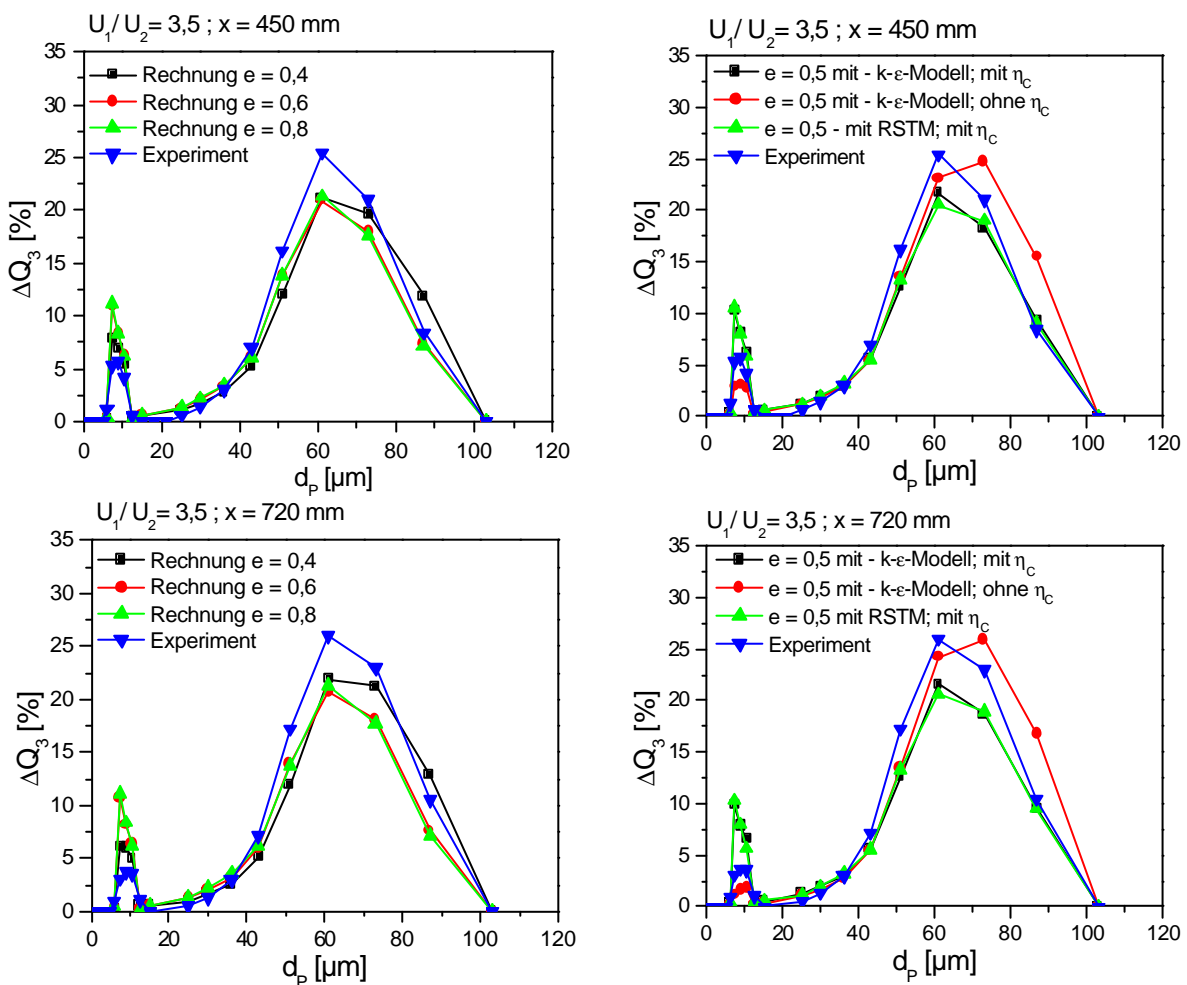 U1/ U2= 3,5 ; x = 450 mm
Rechnung e = 0,4
Rechnung e = 0,6
Rechnung e = 0,8
Experiment
ΔQ3 [%]
35
30
25
20
15
10
5
0
0 20 40 60 80 100 120
dP [µm]
U1/ U2= 3,5 ; x = 450 mm
e = 0,5 mit - k-ε-Modell; mit ηC
e = 0,5 mit - k-ε-Modell; ohne ηC
e = 0,5 - mit RSTM; mit ηC
Experiment
ΔQ3 [%]
35
30
25
20
15
10
5
0
0 20 40 60 80 100 120
dP [µm]
U1/ U2= 3,5 ; x = 720 mm
Rechnung e = 0,4
Rechnung e = 0,6
Rechnung e = 0,8
Experiment
ΔQ3 [%]
35
30
25
20
15
10
5
0
0 20 40 60 80 100 120
dP [µm]
U1/ U2= 3,5 ; x = 720 mm
e = 0,5 mit - k-ε-Modell; mit ηC
e = 0,5 mit - k-ε-Modell; ohne ηC
e = 0,5 mit RSTM; mit ηC
Experiment
ΔQ3 [%]
35
30
25
20
15
10
5
0
0 20 40 60 80 100 120
dP [µm]